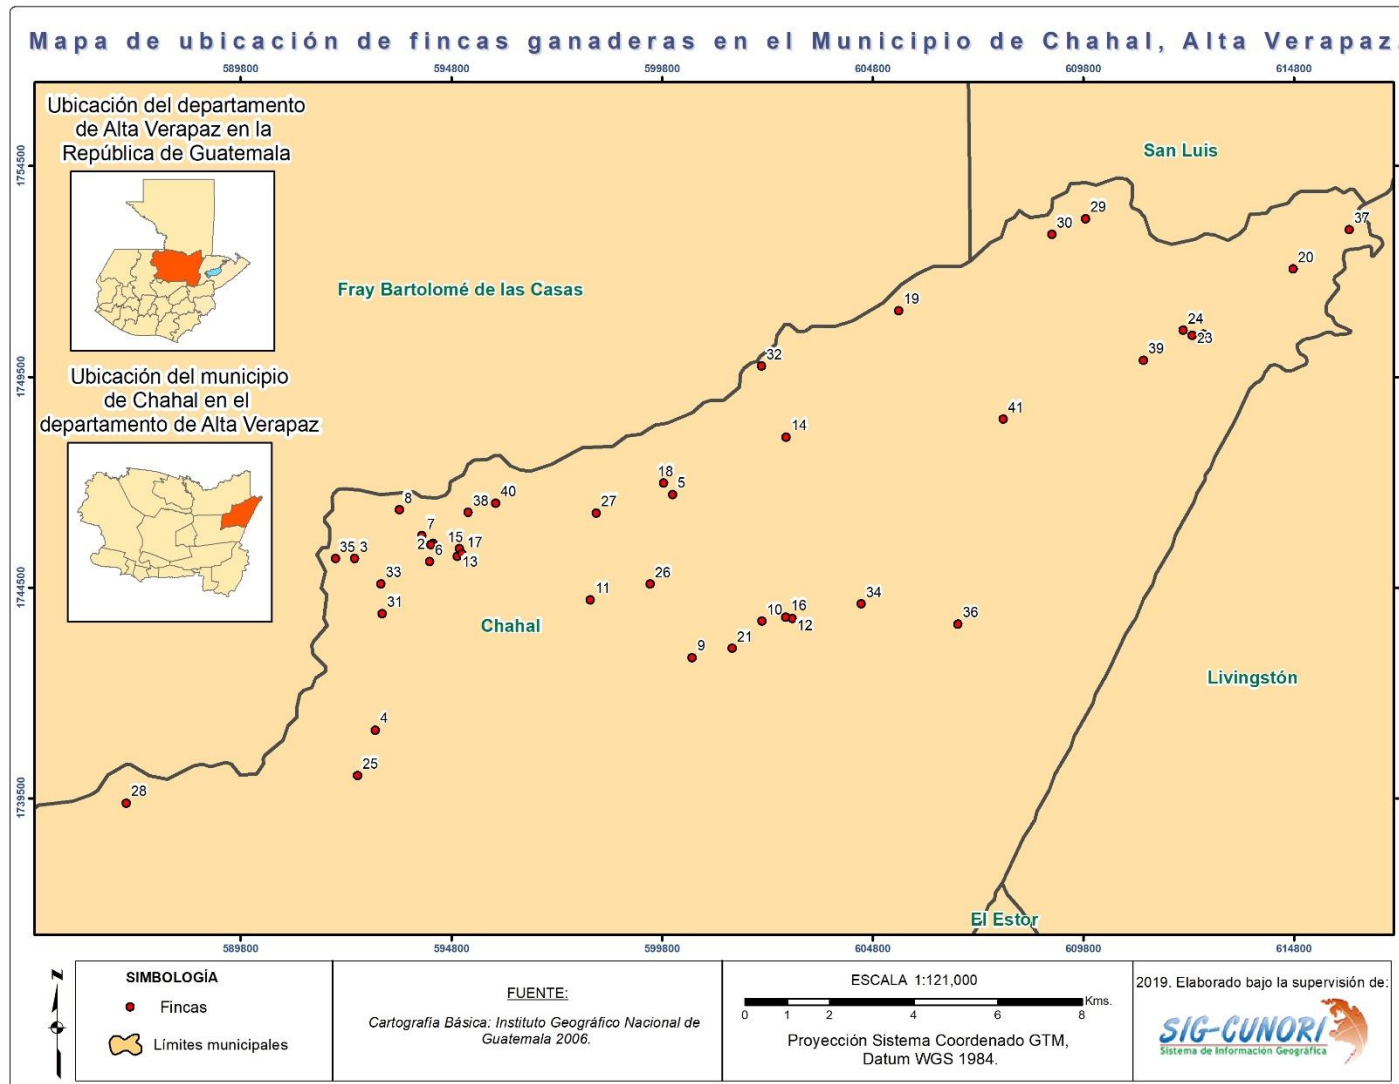 Mapa de ubicación de fincas ganaderas en el Municipio de Chahal, Alta Verapaz.
589800
594800
599800
604800
609800
614800
Ubicación del departamento
de Alta Verapaz en la
República de Guatemala
San Luis
1754500
29
30
37
20
Fray Bartolomé de las Casas
19
24
23
39
32
1749500
Ubicación del municipio
de Chahal en el
departamento de Alta Verapaz
41
14
18
5
40
38
8
27
7
2
6
15
17
13
35
3
33
26
1744500
11
31
34
16
10
12
36
Chahal
21
9
Livingstón
4
25
28
1739500
El Estor
589800
594800
599800
604800
609800
614800
N
SIMBOLOGÍA
Fincas
Límites municipales
FUENTE:
Cartografía Básica: Instituto Geográfico Nacional de
Guatemala 2006.
ESCALA 1:121,000
Kms.
0 1 2 4 6 8
Proyección Sistema Coordenado GTM,
Datum WGS 1984.
2019. Elaborado bajo la supervisión de:
SIG-CUNORI
Sistema de Información Geográfica